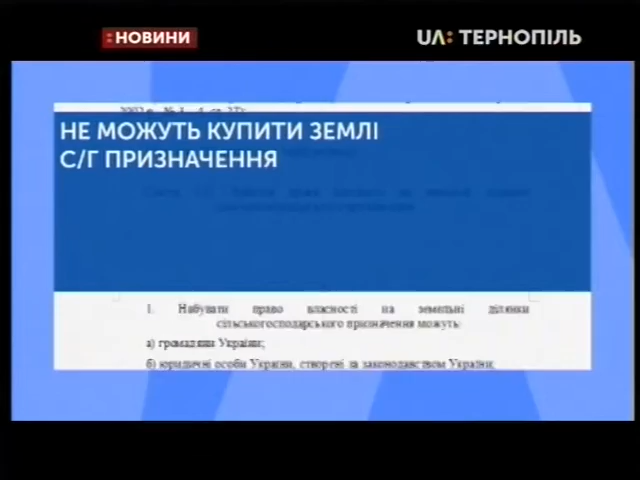 :НОВИНИ
UA: ТЕРНОПІЛЬ
НЕ МОЖУТЬ КУПИТИ ЗЕМЛІ
С/Г ПРИЗНАЧЕННЯ
1. Набувати право власності на земельні ділянки
сільськогосподарського призначення можуть
а) громадяни України;
б) юридичні особи України, створені за законодавством України;